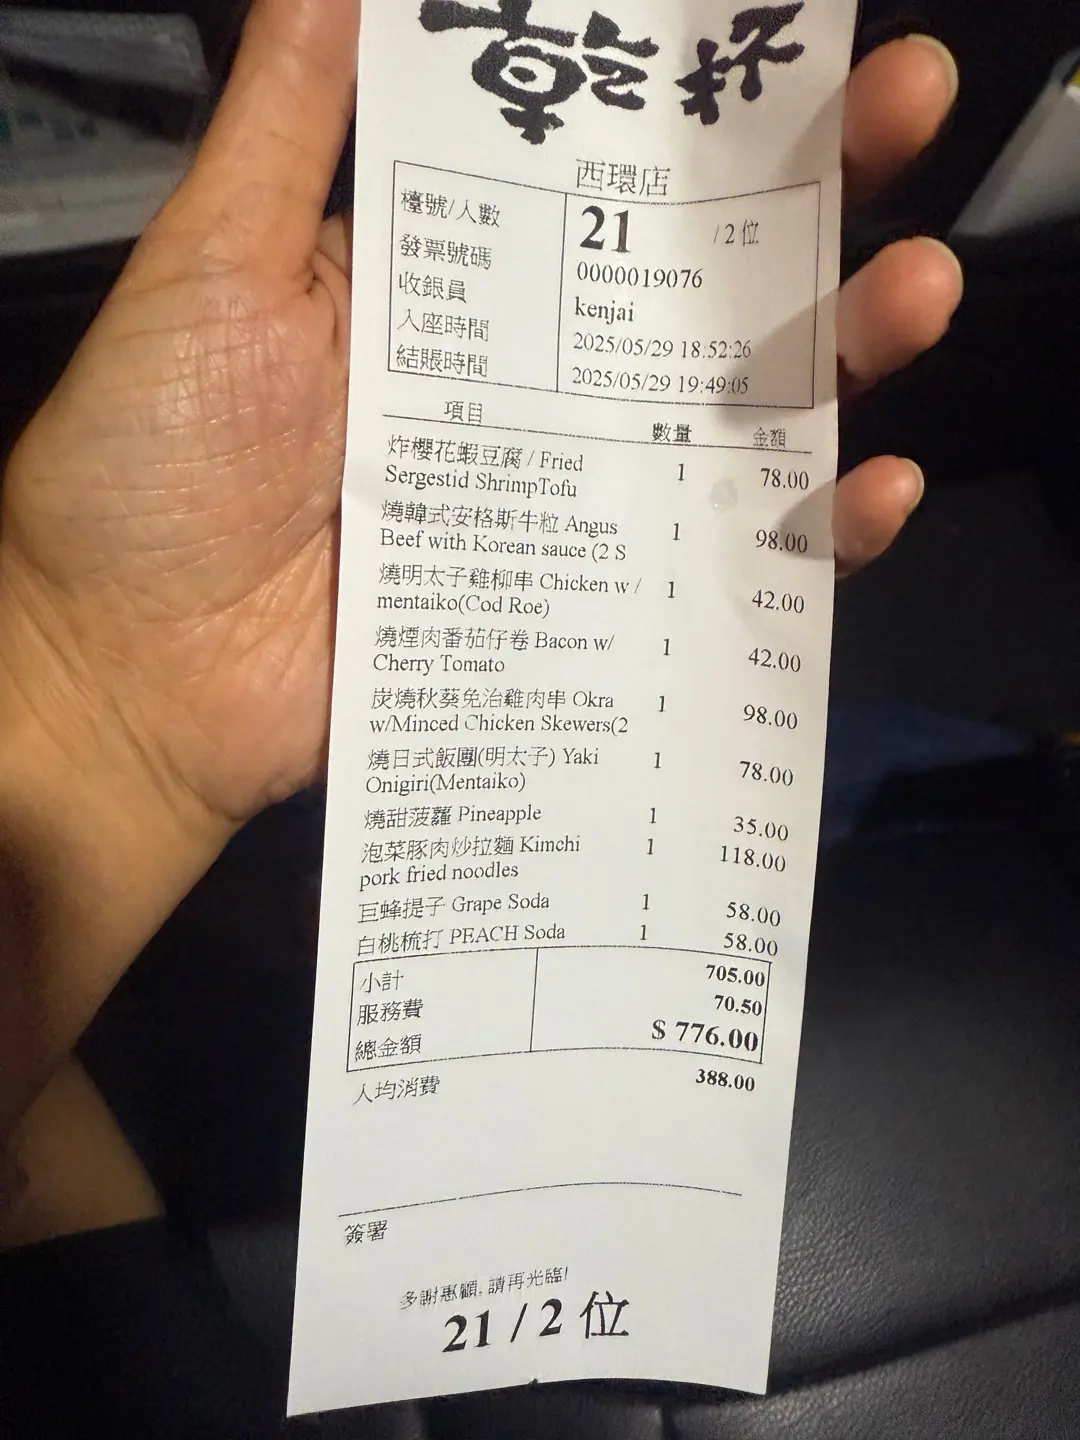 乾杯
西環店
檯號/人數 21 / 2 位
發票號碼 0000019076
收銀員 kenjai
入座時間 2025/05/29 18:52:26
結賬時間 2025/05/29 19:49:05
項目 數量 金額
炸櫻花蝦豆腐 / Fried 1 78.00
Sergestid ShrimpTofu
燒韓式安格斯牛粒 Angus 1 98.00
Beef with Korean sauce (2 S
燒明太子雞柳串 Chicken w / 1 42.00
mentaiko(Cod Roe)
燒煙肉番茄仔卷 Bacon w/ 1 42.00
Cherry Tomato
炭燒秋葵免治雞肉串 Okra 1 98.00
w/Minced Chicken Skewers(2
燒日式飯團(明太子) Yaki 1 78.00
Onigiri(Mentaiko)
燒甜菠蘿 Pineapple 1 35.00
泡菜豚肉炒拉麵 Kimchi 1 118.00
pork fried noodles
巨蜂提子 Grape Soda 1 58.00
白桃梳打 PEACH Soda 1 58.00
小計 705.00
服務費 70.50
總金額 $ 776.00
人均消費 388.00
簽署
多謝惠顧, 請再光臨!
21 / 2 位